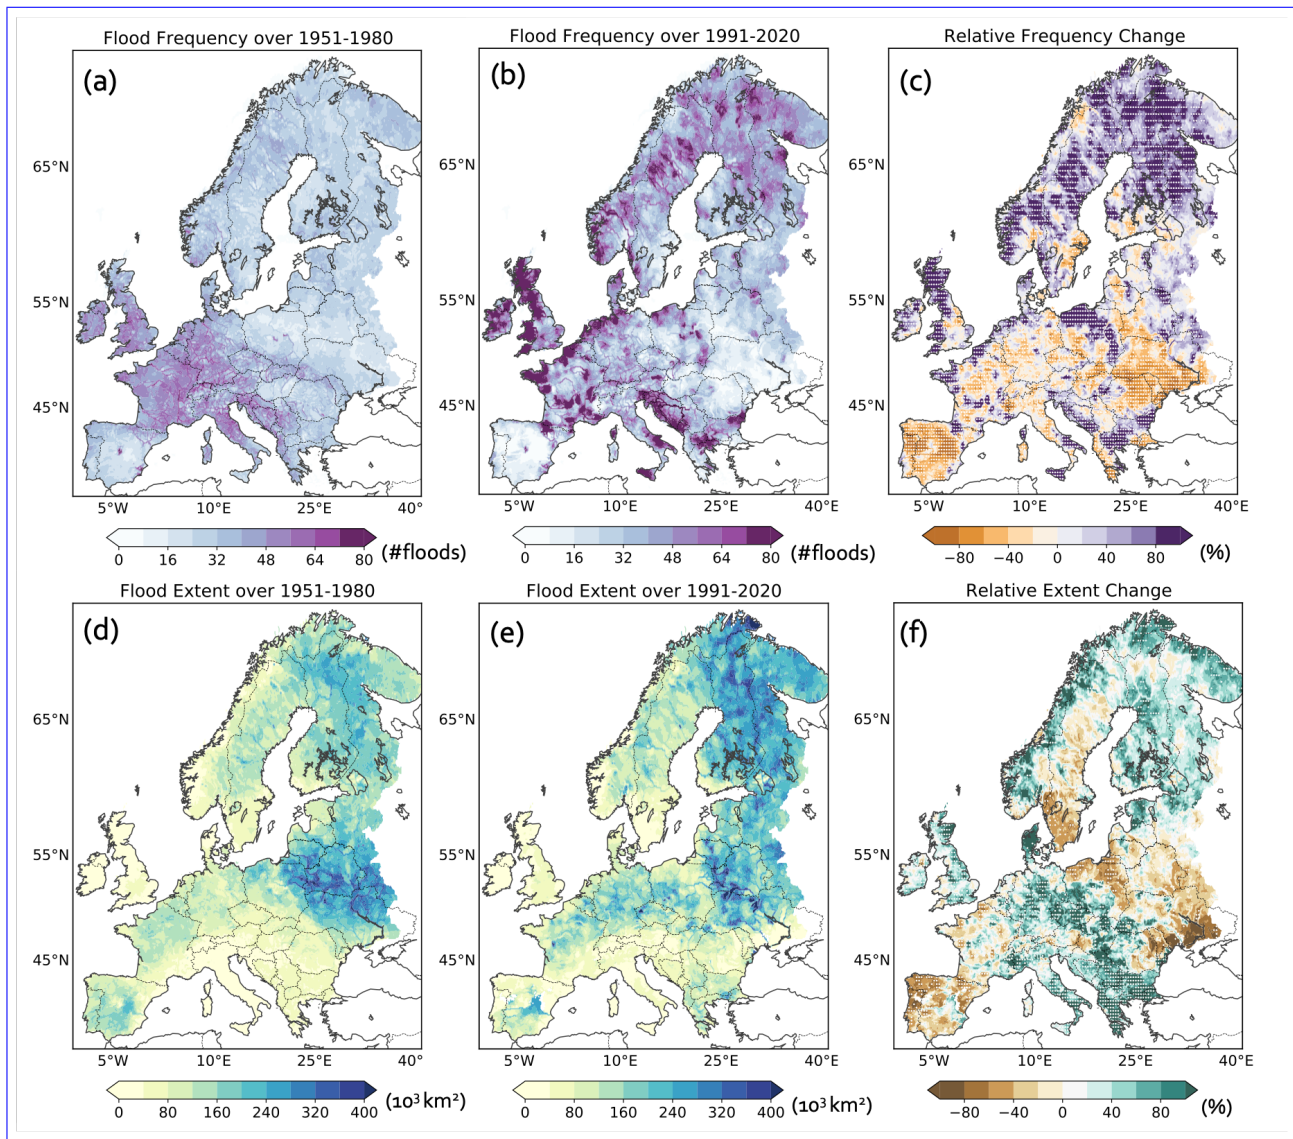 Flood Frequency over 1951-1980
Flood Frequency over 1991-2020
Relative Frequency Change
(a)
(b)
(c)
65°N
65°N
65°N
55°N
55°N
55°N
45°N
45°N
45°N
5°W 10°E 25°E 40°E
5°W 10°E 25°E 40°E
5°W 10°E 25°E 40°E
0 16 32 48 64 80 (#floods)
0 16 32 48 64 80 (#floods)
−80 −40 0 40 80 (%)
Flood Extent over 1951-1980
Flood Extent over 1991-2020
Relative Extent Change
(d)
(e)
(f)
65°N
65°N
65°N
55°N
55°N
55°N
45°N
45°N
45°N
5°W 10°E 25°E 40°E
5°W 10°E 25°E 40°E
5°W 10°E 25°E 40°E
0 80 160 240 320 400 (10³ km²)
0 80 160 240 320 400 (10³ km²)
−80 −40 0 40 80 (%)